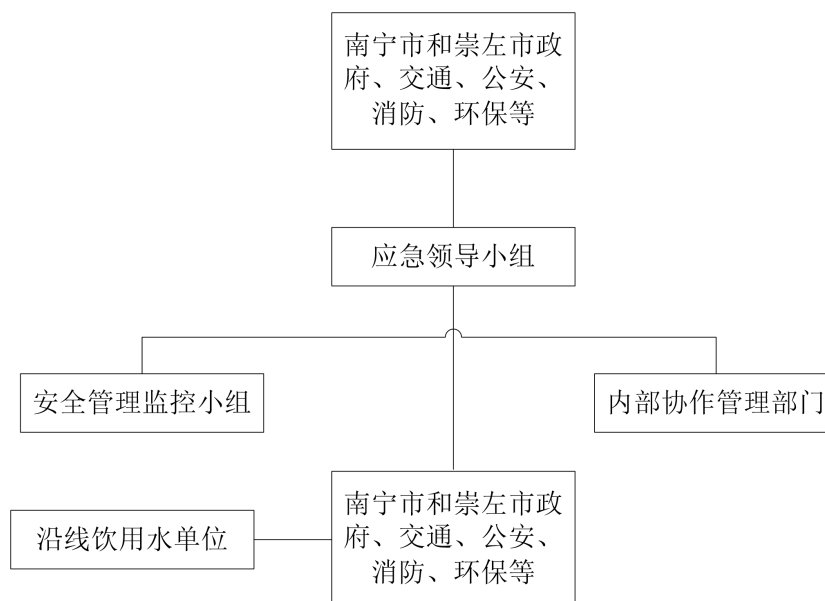 南宁市和崇左市政
府、交通、公安、
消防、环保等
应急领导小组
安全管理监控小组
内部协作管理部门
南宁市和崇左市政
府、交通、公安、
消防、环保等
沿线饮用水单位